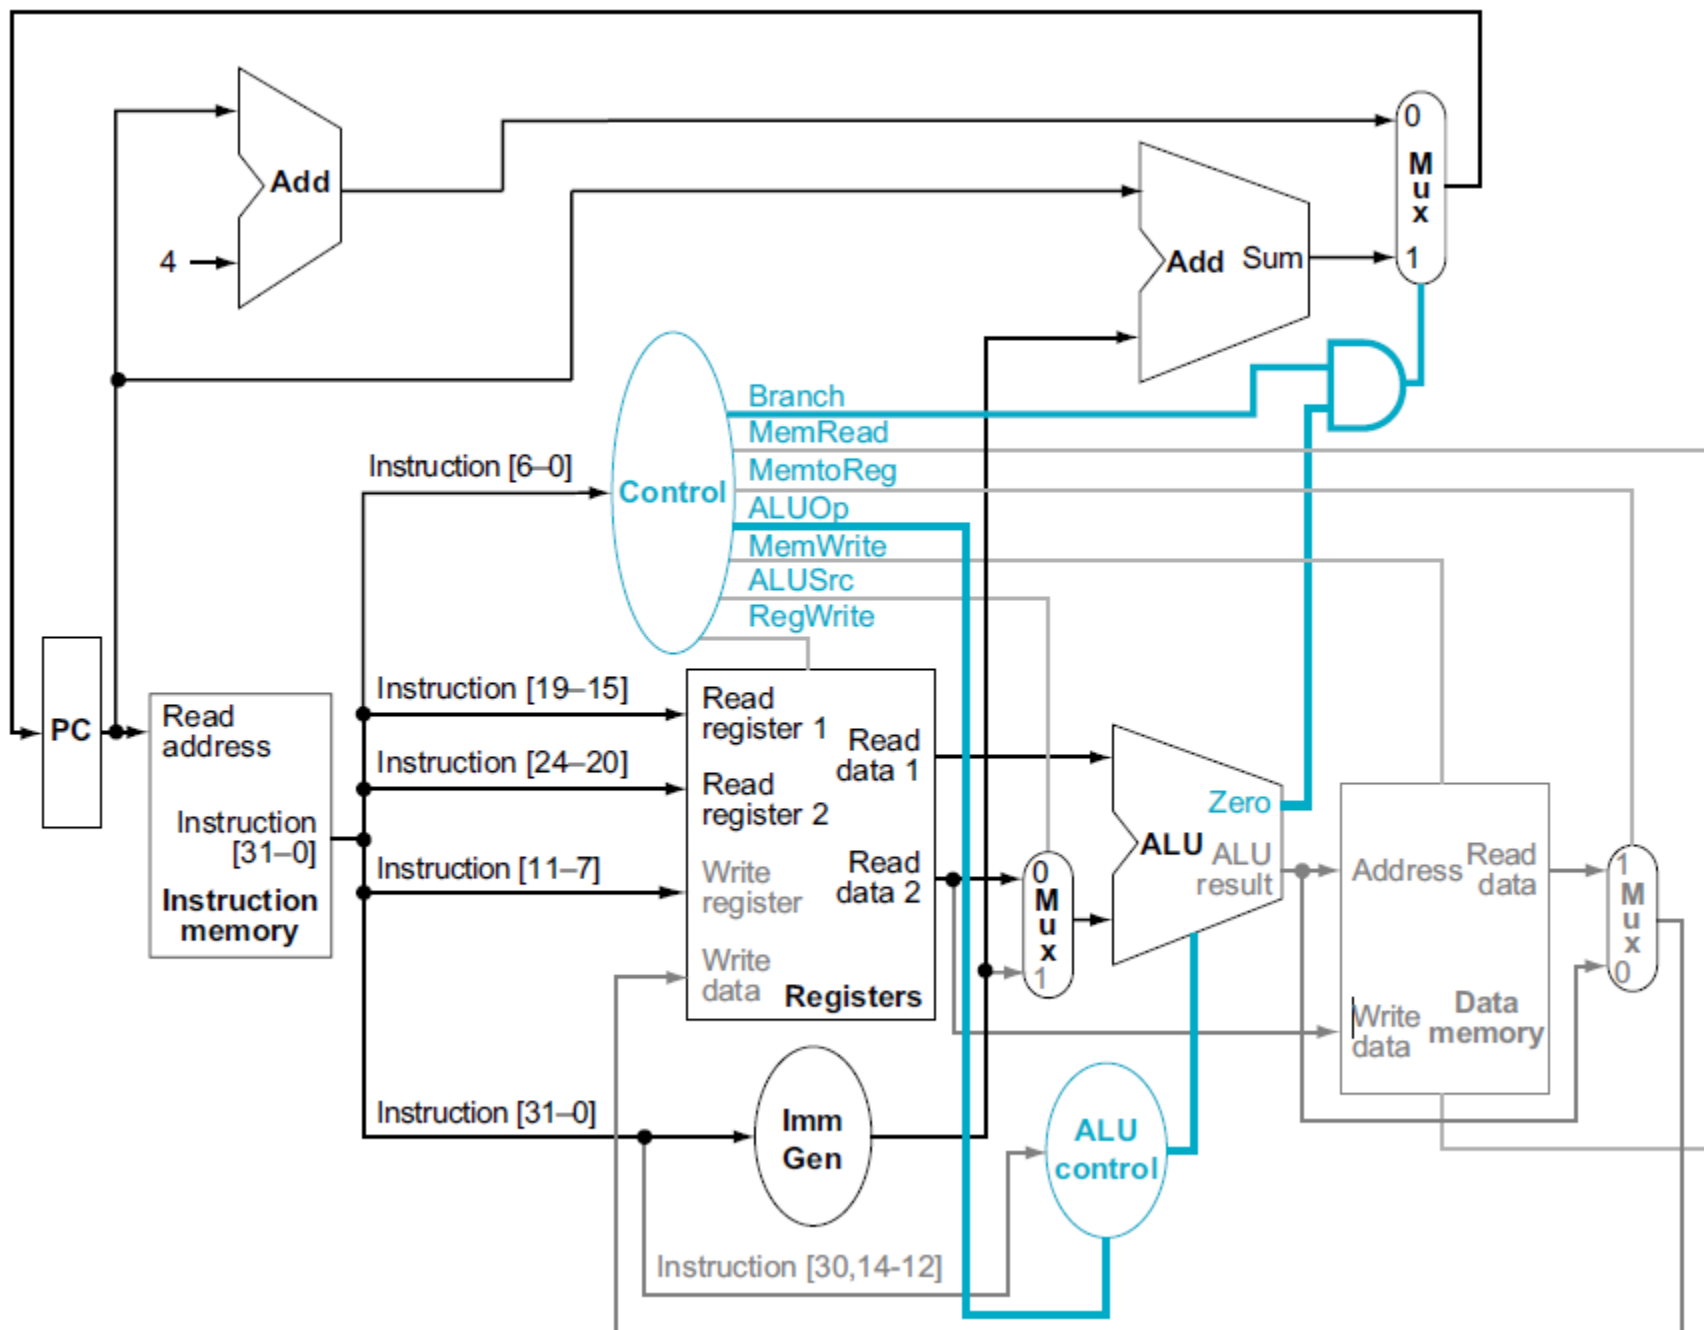 0
M
u
x
1
Add
4
Add Sum
Branch
MemRead
MemtoReg
ALUOp
MemWrite
ALUSrc
RegWrite
Instruction [6–0]
Control
PC
Read
address
Instruction
[31–0]
Instruction
memory
Instruction [19–15]
Instruction [24–20]
Instruction [11–7]
Instruction [31–0]
Instruction [30,14-12]
Read
register 1
Read
register 2
Write
register
Write
data
Read
data 1
Read
data 2
Registers
Imm
Gen
0
M
u
x
1
Zero
ALU
ALU
result
ALU
control
Address
Read
data
Write
data
Data
memory
1
M
u
x
0